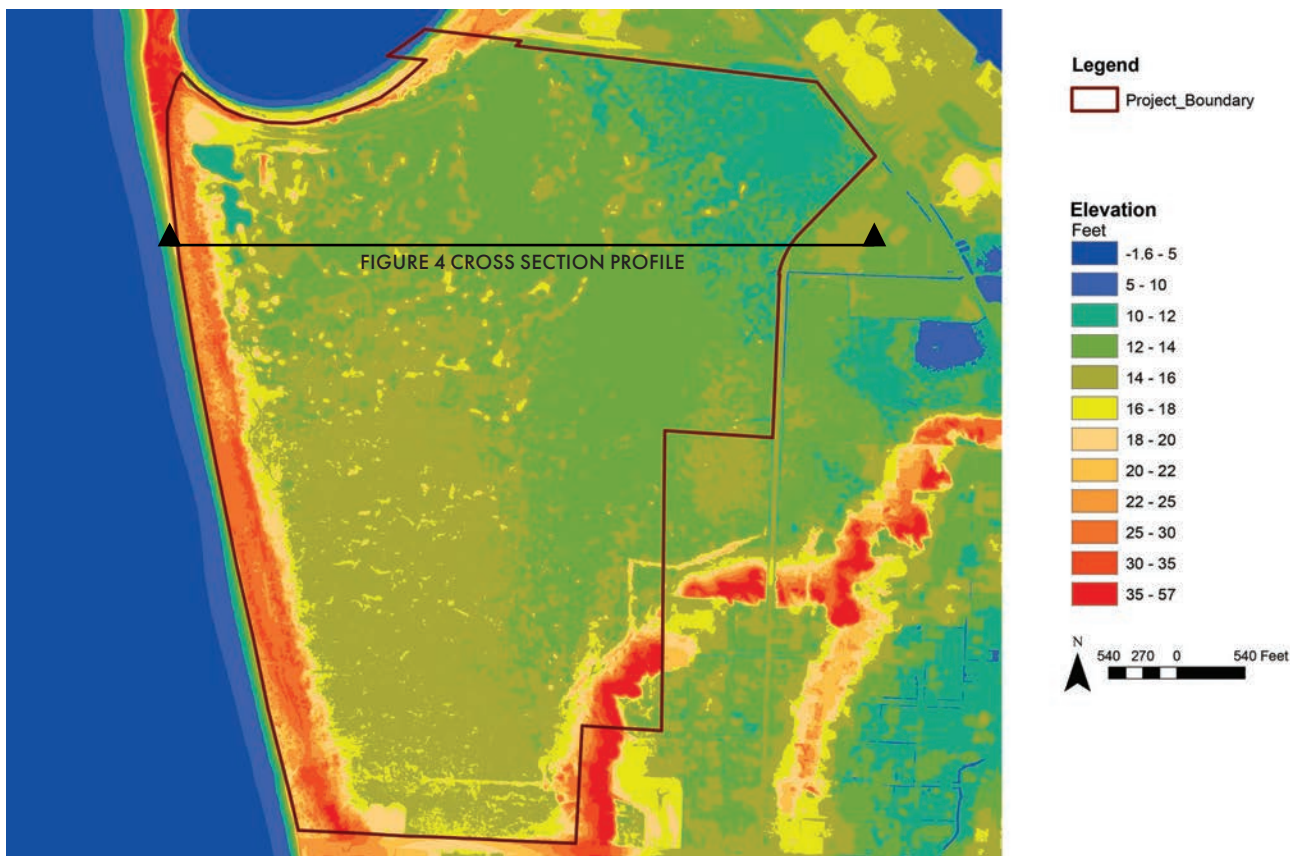 FIGURE 4 CROSS SECTION PROFILE
Legend
Project_Boundary
Elevation
Feet
-1.6 - 5
5 - 10
10 - 12
12 - 14
14 - 16
16 - 18
18 - 20
20 - 22
22 - 25
25 - 30
30 - 35
35 - 57
N
540 270 0 540 Feet